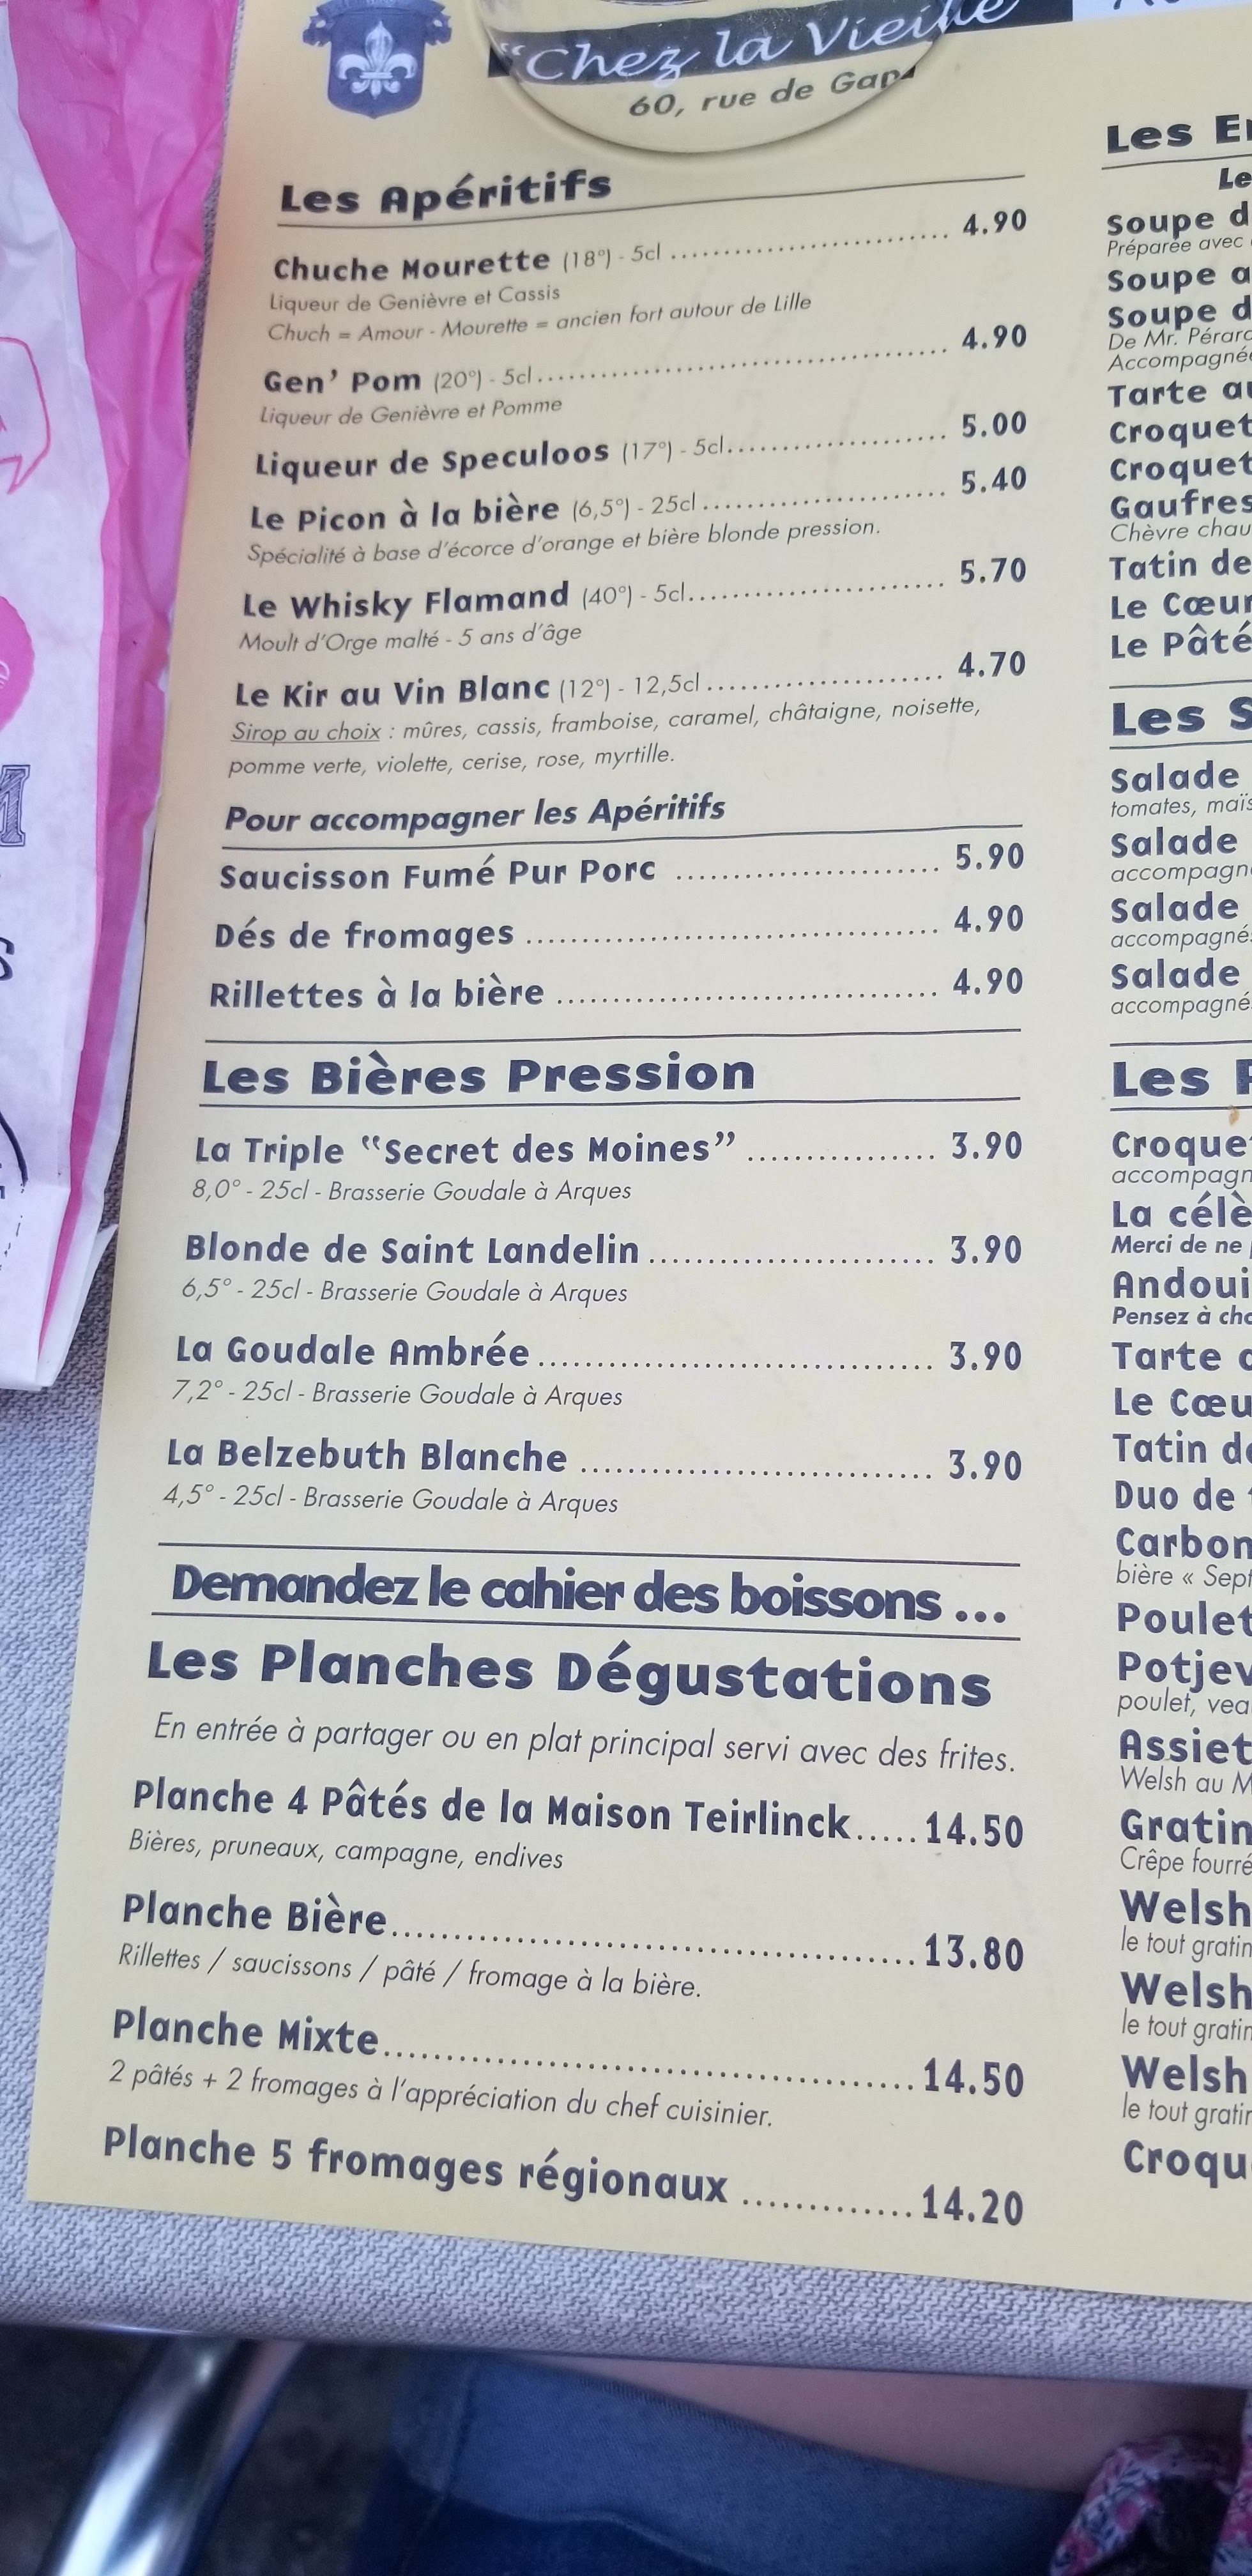 "Chez la Vieille
60, rue de Gand
Les Apéritifs
Chuche Mourette (18°) - 5cl ........................ 4.90
Liqueur de Genièvre et Cassis
Chuch = Amour - Mourette = ancien fort autour de Lille
Gen' Pom (20°) - 5cl ........................ 4.90
Liqueur de Genièvre et Pomme
Liqueur de Speculoos (17°) - 5cl ........................ 5.00
Le Picon à la bière (6,5°) - 25cl ........................ 5.40
Spécialité à base d'écorce d'orange et bière blonde pression.
Le Whisky Flamand (40°) - 5cl ........................ 5.70
Moult d'Orge malté - 5 ans d'âge
Le Kir au Vin Blanc (12°) - 12,5cl ........................ 4.70
Sirop au choix : mûres, cassis, framboise, caramel, châtaigne, noisette,
pomme verte, violette, cerise, rose, myrtille.
Pour accompagner les Apéritifs
Saucisson Fumé Pur Porc ........................ 5.90
Dés de fromages ........................ 4.90
Rillettes à la bière ........................ 4.90
Les Bières Pression
La Triple "Secret des Moines" ........................ 3.90
8,0° - 25cl - Brasserie Goudale à Arques
Blonde de Saint Landelin ........................ 3.90
6,5° - 25cl - Brasserie Goudale à Arques
La Goudale Ambrée ........................ 3.90
7,2° - 25cl - Brasserie Goudale à Arques
La Belzebuth Blanche ........................ 3.90
4,5° - 25cl - Brasserie Goudale à Arques
Demandez le cahier des boissons ...
Les Planches Dégustations
En entrée à partager ou en plat principal servi avec des frites.
Planche 4 Pâtés de la Maison Teirlinck.....14.50
Bières, pruneaux, campagne, endives
Planche Bière ........................ 13.80
Rillettes / saucissons / pâté / fromage à la bière.
Planche Mixte ........................ 14.50
2 pâtés + 2 fromages à l'appréciation du chef cuisinier.
Planche 5 fromages régionaux ............. 14.20
Les
Le
Soupe
Préparée avec
Soupe
Soupe
De Mr.
Tarte
Gaufres
Chèvre
Tatin de
Le Cœur
Le Pâté
Les
Salade
tomates,
Salade
Salade
Salade
Les
La
Merci de ne
Pensez à
Tarte
Le
Tatin
Duo de
bière «
poulet,
Welsh au
Crêpe
Welsh
le tout
Welsh
le tout
Welsh
le tout